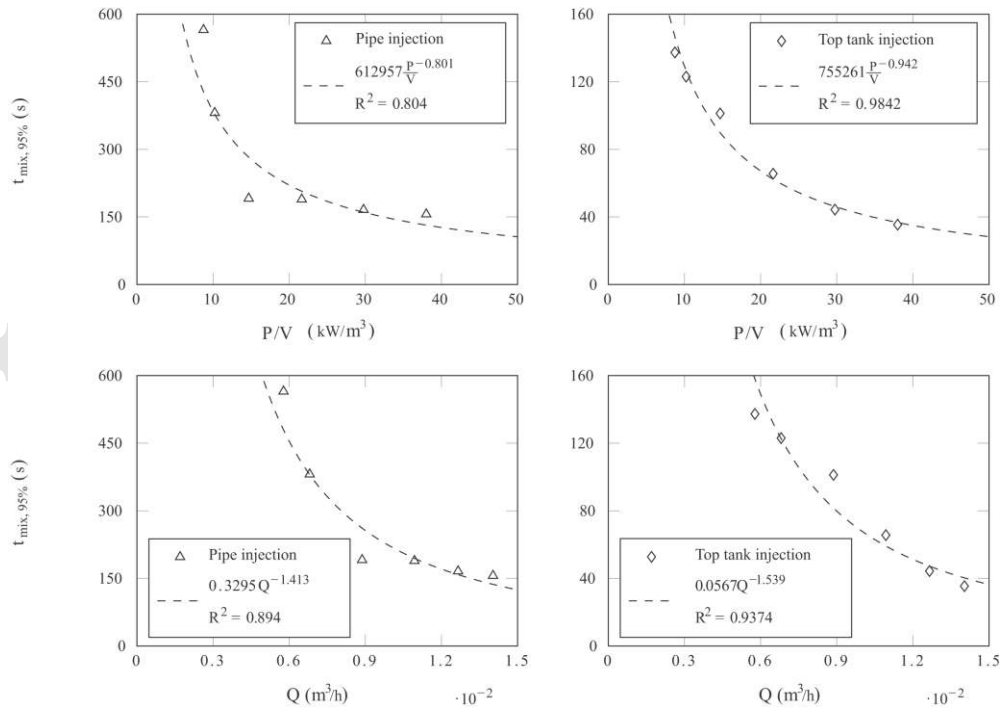 600
450
300
150
0
t mix, 95% (s)
Pipe injection
612957 P/V ^−0.801
R² = 0.804
0 10 20 30 40 50
P/V (kW/m³)
160
120
80
40
0
Top tank injection
755261 P/V ^−0.942
R² = 0.9842
0 10 20 30 40 50
P/V (kW/m³)
600
450
300
150
0
t mix, 95% (s)
Pipe injection
0.3295Q^−1.413
R² = 0.894
0 0.3 0.6 0.9 1.2 1.5
Q (m³/h) ·10^−2
160
120
80
40
0
Top tank injection
0.0567Q^−1.539
R² = 0.9374
0 0.3 0.6 0.9 1.2 1.5
Q (m³/h) ·10^−2